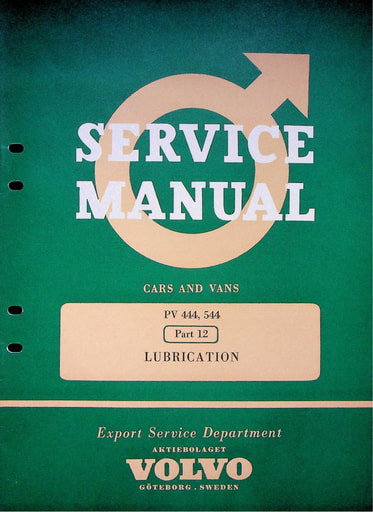 SERVICE
MANUAL
CARS AND VANS
PV 444, 544
Part 12
LUBRICATION
Export Service Department
AKTIEBOLAGET
VOLVO
GÖTEBORG . SWEDEN